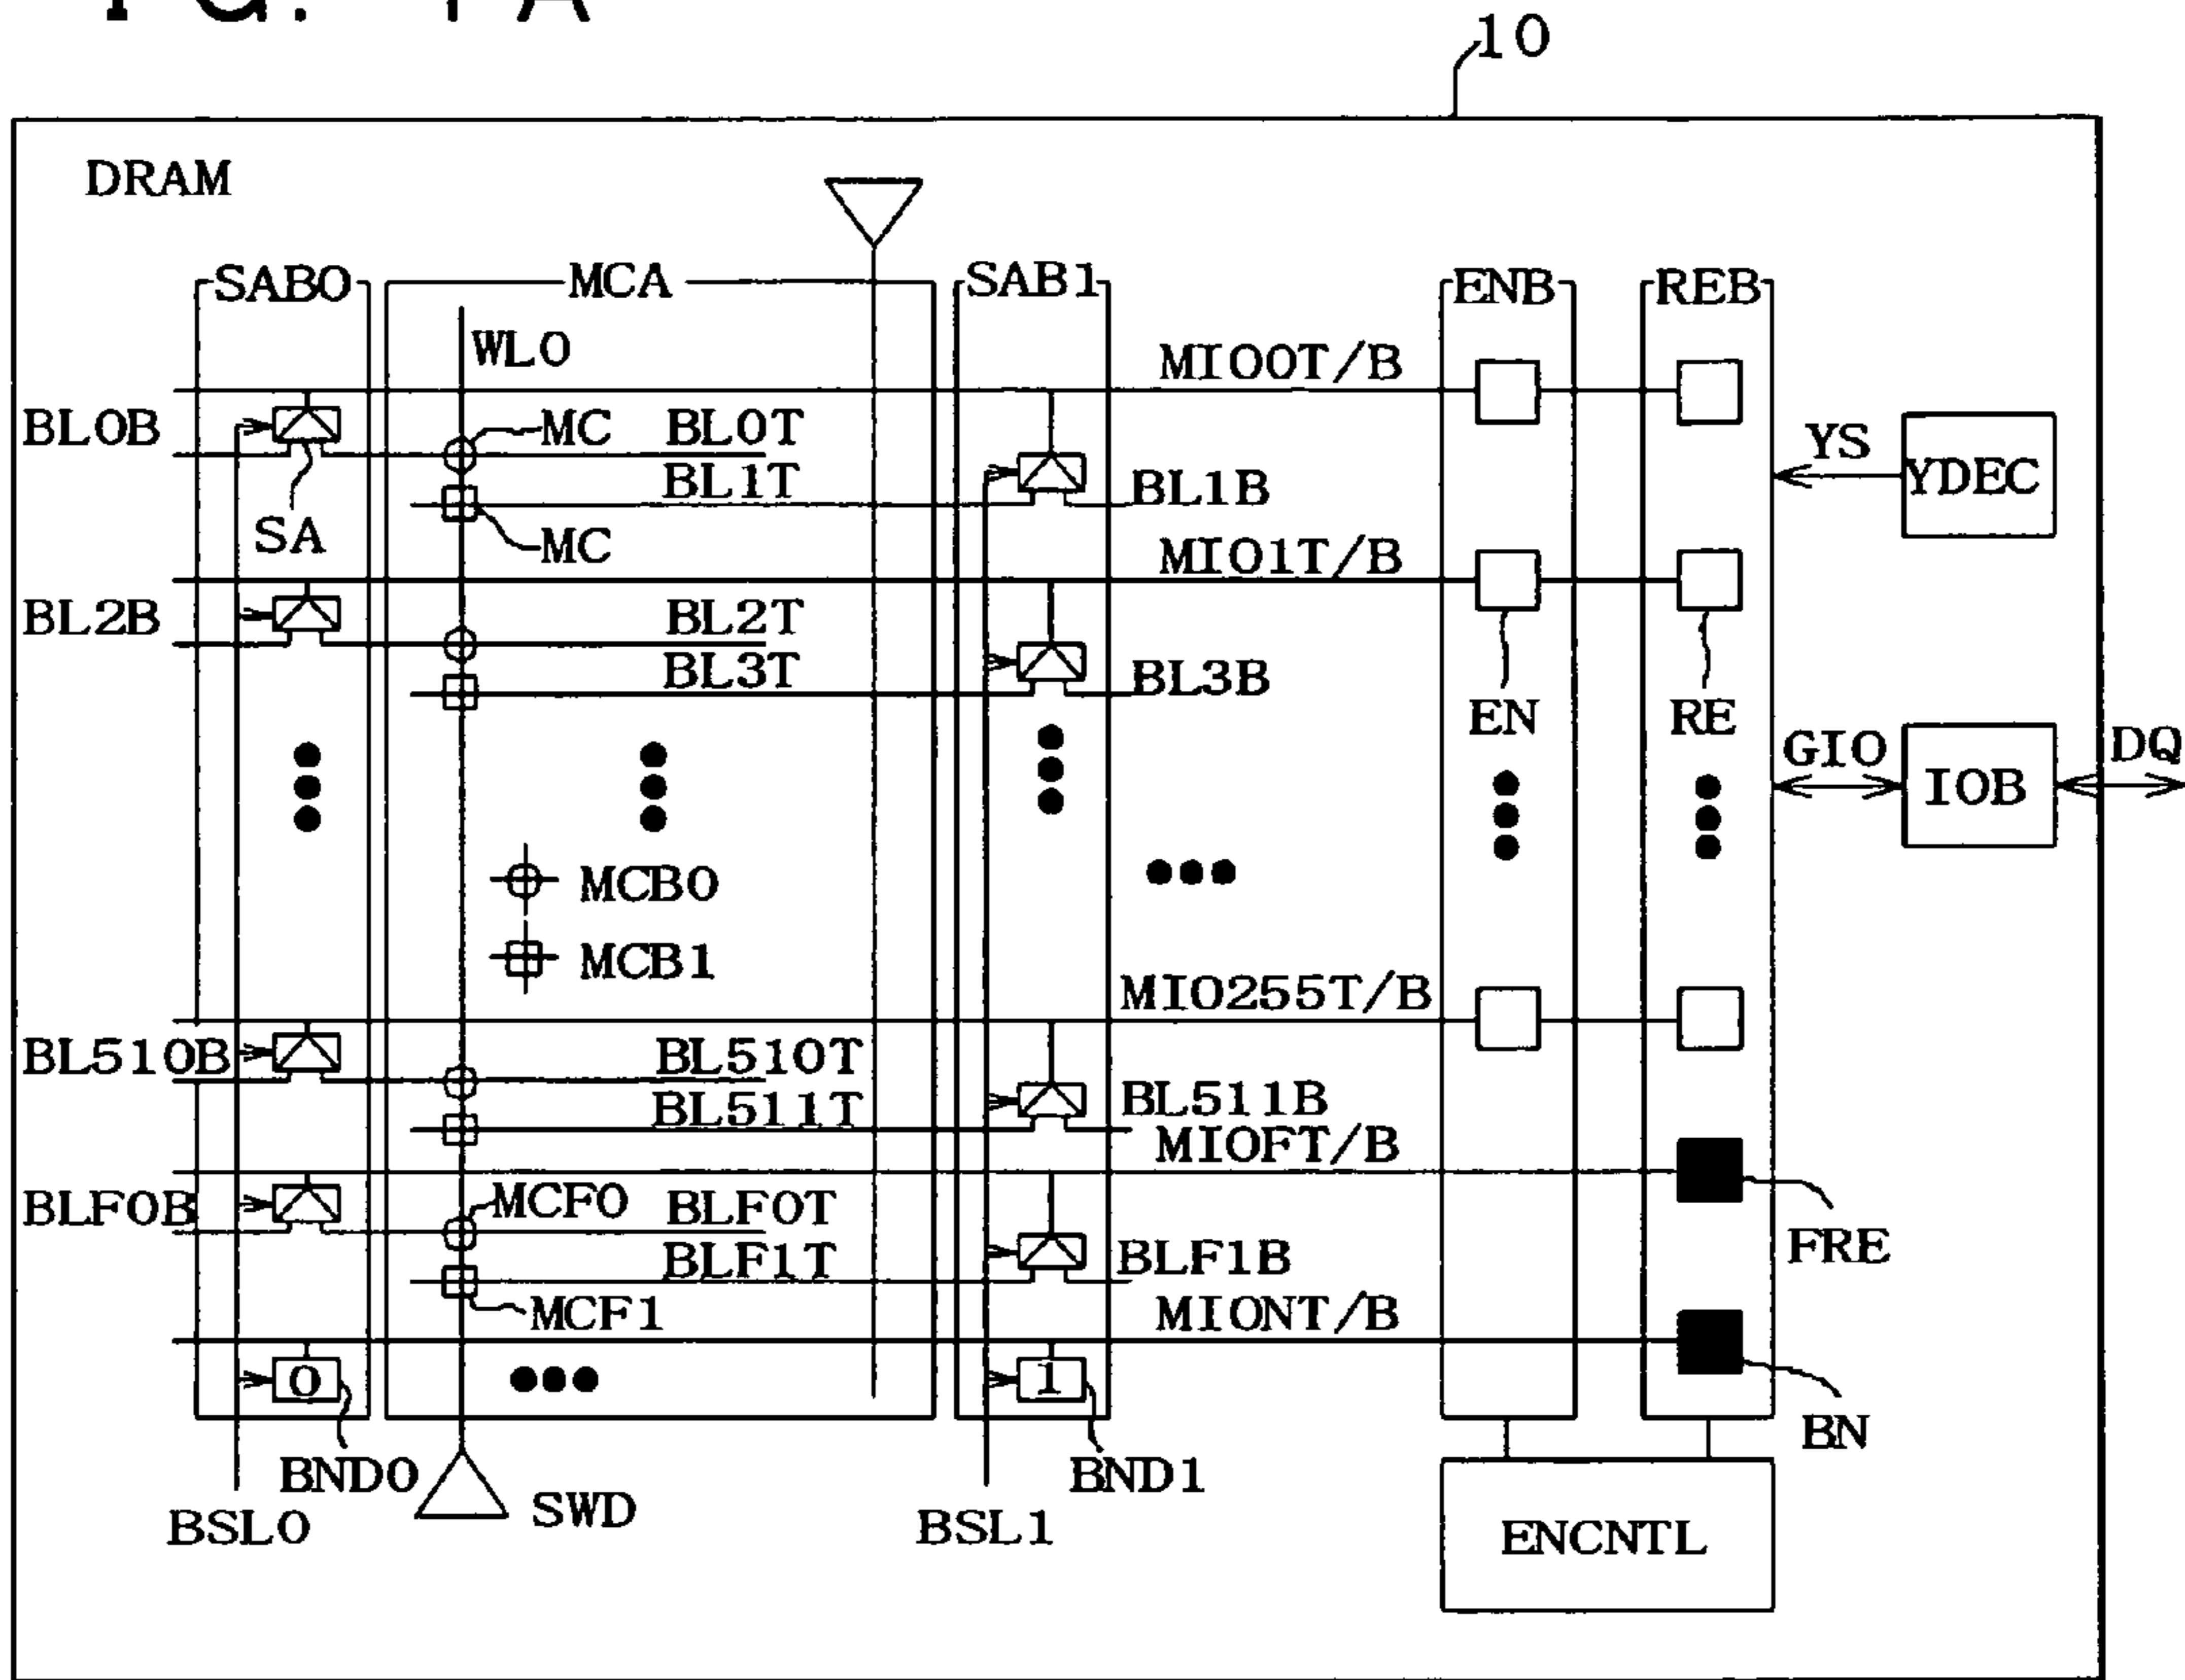 FG. 1A
10
DRAM
SAB0
MCA
SAB1
ENB
REB
WL0
MIO0T/B
BL0B
MC
BL0T
BL1T
BL1B
YS
YDEC
SA
MC
MIO1T/B
BL2B
BL2T
BL3T
BL3B
EN
RE
GIO
IOB
DQ
MCB0
MCB1
MIO255T/B
BL510B
BL510T
BL511T
BL511B
MIOFT/B
BLF0B
MCF0
BLF0T
BLF1T
BLF1B
FRE
MCF1
MIONT/B
0
1
BN
BND0
SWD
BND1
BSL0
BSL1
ENCNTL